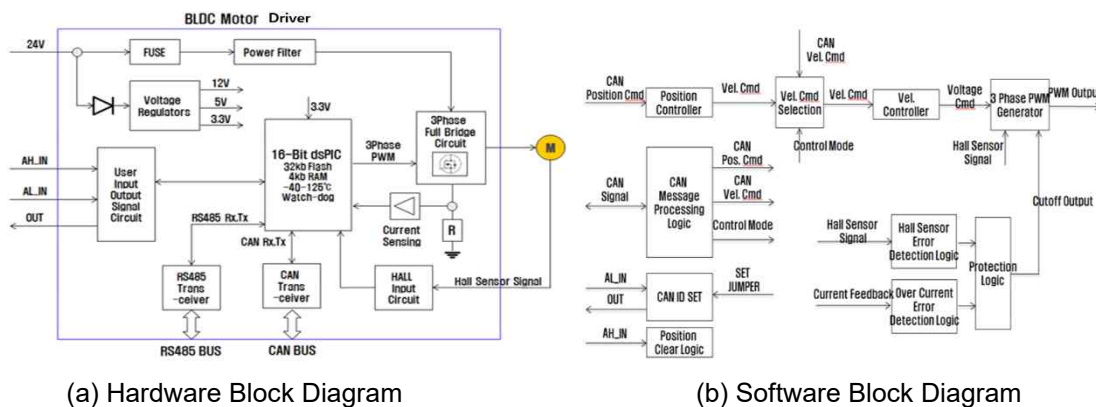 BLDC Motor Driver
24V
FUSE
Power Filter
12V
5V
3.3V
Voltage
Regulators
3.3V
16-Bit dsPIC
32kb Flash
4kb RAM
-40-125℃
Watch-dog
3Phase
PWM
3Phase
Full Bridge
Circuit
M
AH_IN
AL_IN
OUT
User
Input
Output
Signal
Circuit
RS485 Rx.Tx
CAN Rx.Tx
Current
Sensing
R
RS485
Trans
-ceiver
CAN
Trans
-ceiver
HALL
Input
Circuit
Hall Sensor Signal
RS485 BUS
CAN BUS
(a) Hardware Block Diagram
CAN
Vel. Cmd
CAN
Position Cmd
Position
Controller
Vel. Cmd
Vel. Cmd
Selection
Vel. Cmd
Vel.
Controller
Voltage
Cmd
3 Phase PWM
Generator
PWM Output
Control Mode
Hall Sensor
Signal
CAN
Signal
CAN
Message
Processing
Logic
CAN
Pos. Cmd
CAN
Vel. Cmd
Control Mode
Cutoff Output
Hall Sensor
Signal
Hall Sensor
Error
Detection Logic
Protection
Logic
Current Feedback
Over Current
Error
Detection Logic
AL_IN
OUT
CAN ID SET
SET
JUMPER
AH_IN
Position
Clear Logic
(b) Software Block Diagram